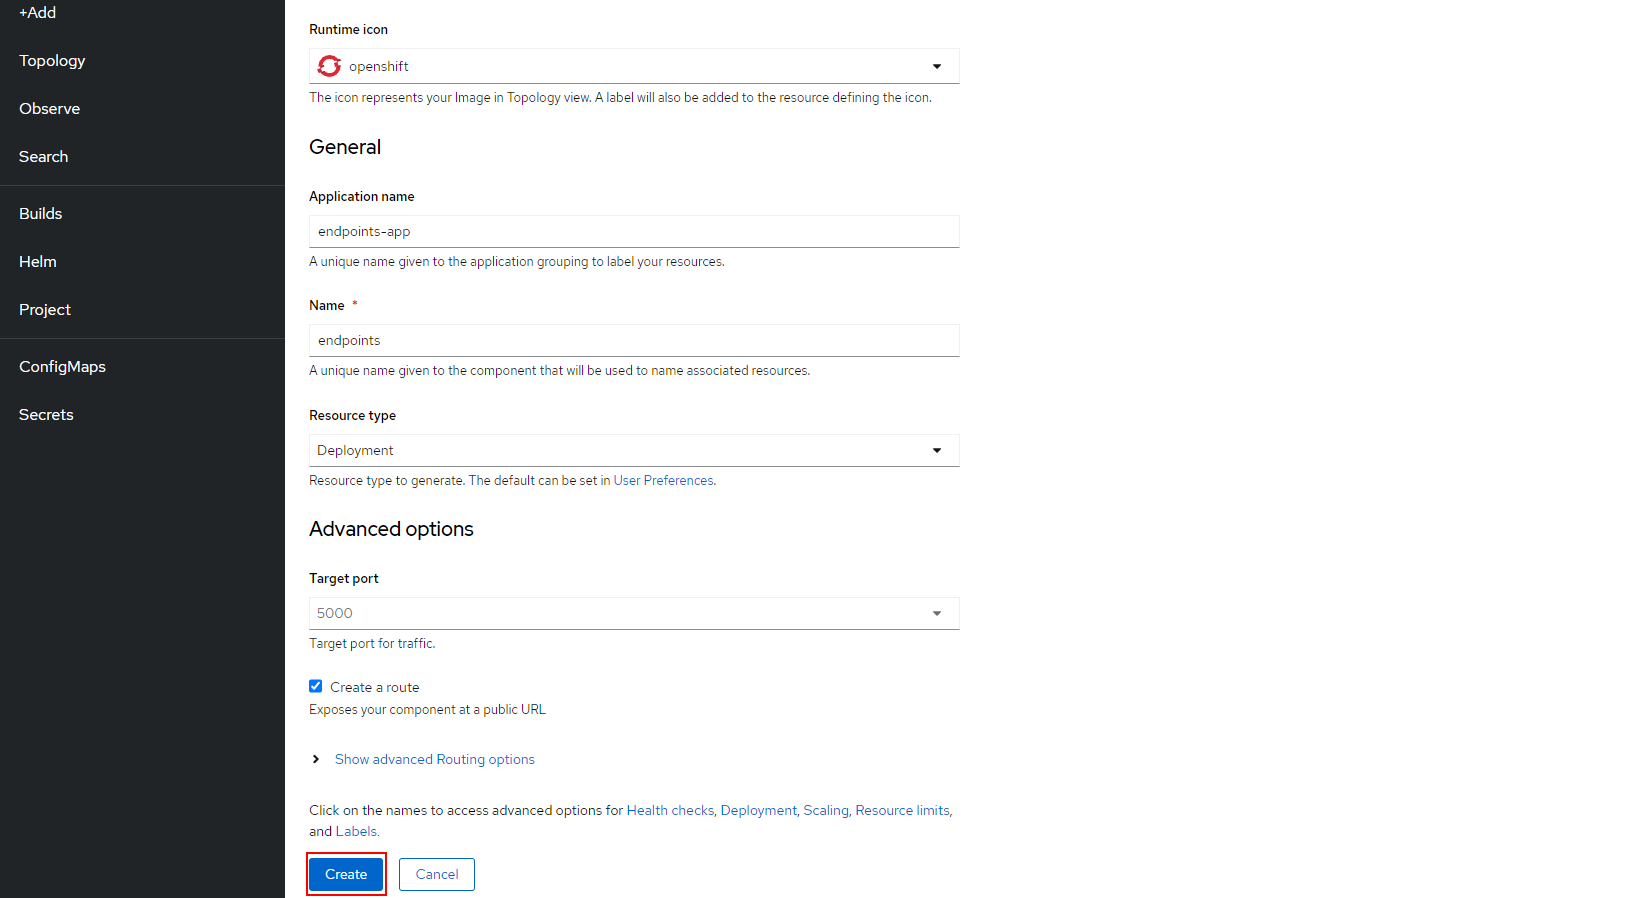 +Add
Topology
Observe
Search
Builds
Helm
Project
ConfigMaps
Secrets
Runtime icon
openshift
The icon represents your Image in Topology view. A label will also be added to the resource defining the icon.
General
Application name
endpoints-app
A unique name given to the application grouping to label your resources.
Name *
endpoints
A unique name given to the component that will be used to name associated resources.
Resource type
Deployment
Resource type to generate. The default can be set in User Preferences.
Advanced options
Target port
5000
Target port for traffic.
Create a route
Exposes your component at a public URL
Show advanced Routing options
Click on the names to access advanced options for Health checks, Deployment, Scaling, Resource limits,
and Labels.
Create Cancel